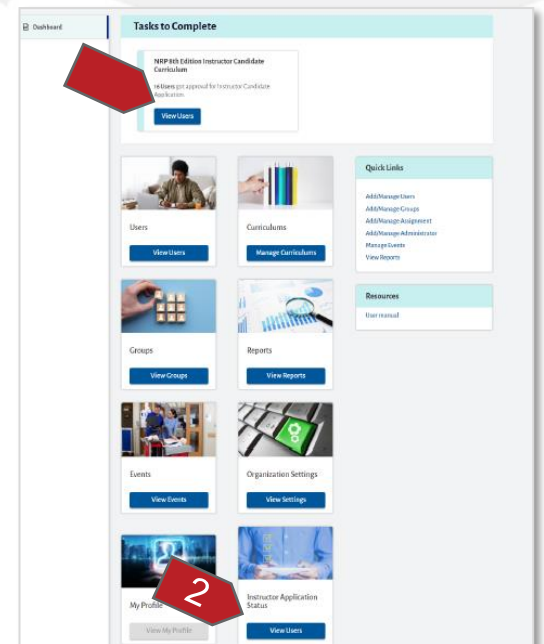 Dashboard
Tasks to Complete
NRP 8th Edition Instructor Candidate
Curriculum
16 Users got approval for Instructor Candidate
Application.
View Users
Users
View Users
Curriculums
Manage Curriculums
Quick Links
Add/Manage Users
Add/Manage Groups
Add/Manage Assignment
Add/Manage Administrator
Manage Events
View Reports
Groups
View Groups
Reports
View Reports
Resources
User manual
Events
View Events
Organization Settings
View Settings
My Profile
View My Profile
2
Instructor Application
Status
View Users